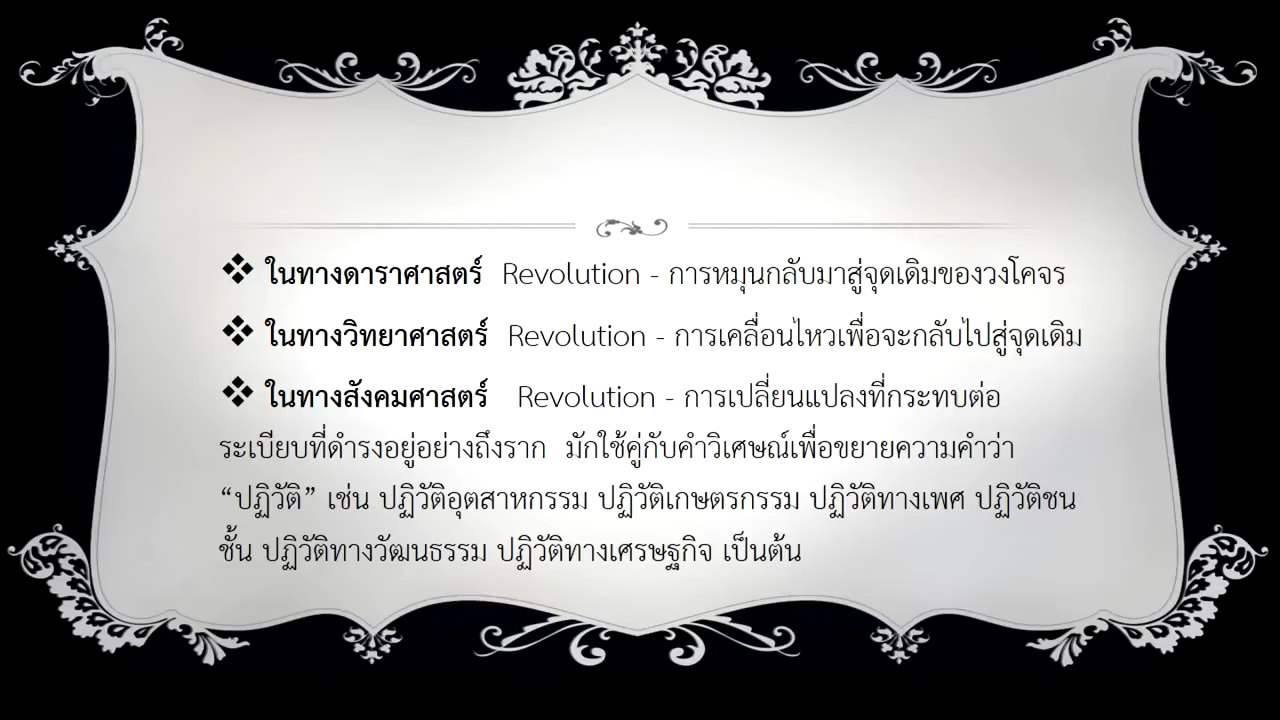 ❖ ในทางดาราศาสตร์ Revolution - การหมุนกลับมาสู่จุดเดิมของวงโคจร
❖ ในทางวิทยาศาสตร์ Revolution - การเคลื่อนไหวเพื่อจะกลับไปสู่จุดเดิม
❖ ในทางสังคมศาสตร์ Revolution - การเปลี่ยนแปลงที่กระทบต่อ
ระเบียบที่ดำรงอยู่อย่างถึงราก มักใช้คู่กับคำวิเศษณ์เพื่อขยายความคำว่า
“ปฏิวัติ” เช่น ปฏิวัติอุตสาหกรรม ปฏิวัติเกษตรกรรม ปฏิวัติทางเพศ ปฏิวัติชน
ชั้น ปฏิวัติทางวัฒนธรรม ปฏิวัติทางเศรษฐกิจ เป็นต้น